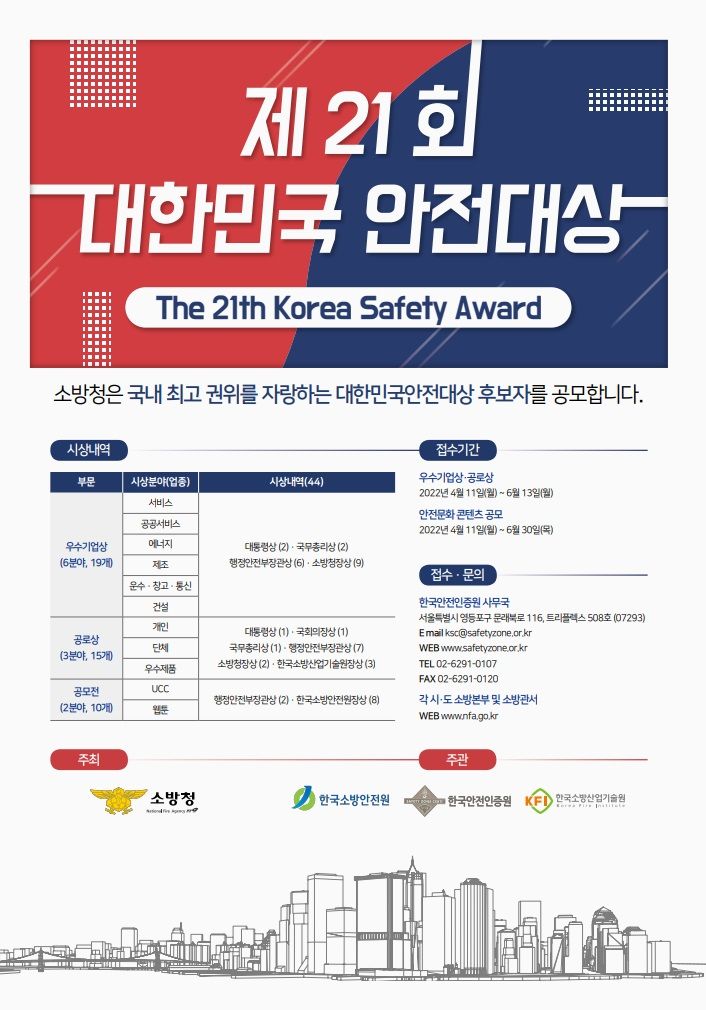 제 21 회
대한민국 안전대상
The 21th Korea Safety Award
소방청은 국내 최고 권위를 자랑하는 대한민국안전대상 후보자를 공모합니다.
시상내역
부문 시상분야(업종) 시상내역(44)
우수기업상
(6분야, 19개)
서비스
공공서비스
에너지
제조
운수 · 창고 · 통신
건설
대통령상 (2) · 국무총리상 (2)
행정안전부장관상 (6) · 소방청장상 (9)
공로상
(3분야, 15개)
개인
단체
우수제품
대통령상 (1) · 국회의장상 (1)
국무총리상 (1) · 행정안전부장관상 (7)
소방청장상 (2) · 한국소방산업기술원장상 (3)
공모전
(2분야, 10개)
UCC
웹툰
행정안전부장관상 (2) · 한국소방안전원장상 (8)
접수기간
우수기업상·공로상
2022년 4월 11일(월) ~ 6월 13일(월)
안전문화 콘텐츠 공모
2022년 4월 11일(월) ~ 6월 30일(목)
접수 · 문의
한국안전인증원 사무국
서울특별시 영등포구 문래북로 116, 트리플렉스 508호 (07293)
E mail ksc@safetyzone.or.kr
WEB www.safetyzone.or.kr
TEL 02-6291-0107
FAX 02-6291-0120
각 시·도 소방본부 및 소방관서
WEB www.nfa.go.kr
주최
주관
소방청
National Fire Agency
한국소방안전원
SAFETY ZONE CERTI
한국안전인증원
KFI 한국소방산업기술원
Korea Fire Institute